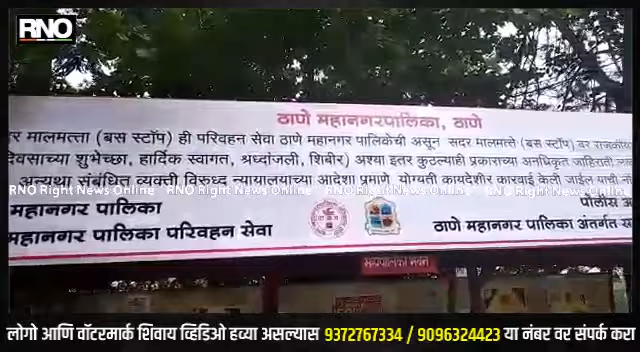 RNO
ठाणे महानगरपालिका, ठाणे
मालमत्ता (बस स्टॉप) ही परिवहन सेवा ठाणे महानगर पालिकेची असून सदर मालमत्ते (बस स्टॉप) वर राजकीय
शुभेच्छा, हार्दिक स्वागत, श्रध्दांजली, शिबीर) अश्या इतर कुठल्याही प्रकाराच्या अनधिकृत जाहिराती
अन्यथा संबंधित व्यक्ती विरुध्द न्यायालयाच्या आदेशा प्रमाणे योग्यती कायदेशीर कारवाई केली जाईल याची
RNO Right News Online RNO Right News Online RNO Right News Online RNO Right News Online
महानगर पालिका
पोलीस
महानगर पालिका परिवहन सेवा
ठाणे महानगर पालिका अंतर्गत
लोगो आणि वॉटरमार्क शिवाय व्हिडिओ हव्या असल्यास 9372767334 / 9096324423 या नंबर वर संपर्क करा